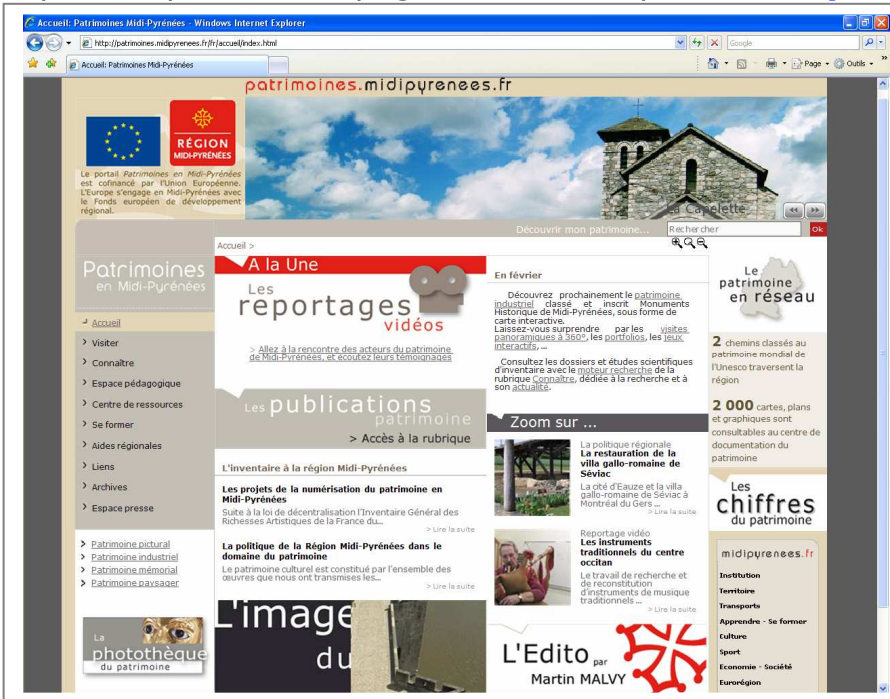 Accueil: Patrimoines Midi-Pyrénées - Windows Internet Explorer
http://patrimoines.midipyrenees.fr/fr/accueil/index.html
Google
Accueil: Patrimoines Midi-Pyrénées
Page
Outils
patrimoines.midipyrenees.fr
RÉGION
MIDI-PYRÉNÉES
Le portail Patrimoines en Midi-Pyrénées
est cofinancé par l'Union Européenne.
L'Europe s'engage en Midi-Pyrénées avec
le Fonds européen de développement
régional.
La Capelette
Découvrir mon patrimoine...
Rechercher
Ok
Patrimoines
en Midi-Pyrénées
Accueil
Visiter
Connaître
Espace pédagogique
Centre de ressources
Se former
Aides régionales
Liens
Archives
Espace presse
Patrimoine pictural
Patrimoine industriel
Patrimoine mémorial
Patrimoine paysager
La
photothèque
du patrimoine
Accueil >
A la Une
Les
reportages
vidéos
> Allez à la rencontre des acteurs du patrimoine
de Midi-Pyrénées, et écoutez leurs témoignages
Les publications
patrimoine
> Accès à la rubrique
L'inventaire à la région Midi-Pyrénées
Les projets de la numérisation du patrimoine en
Midi-Pyrénées
Suite à la loi de décentralisation l'Inventaire Général des
Richesses Artistiques de la France du...
> Lire la suite
La politique de la Région Midi-Pyrénées dans le
domaine du patrimoine
Le patrimoine culturel est constitué par l'ensemble des
œuvres que nous ont transmises les...
> Lire la suite
L'image
du
En février
Découvrez prochainement le patrimoine
industriel classé et inscrit Monuments
Historique de Midi-Pyrénées, sous forme de
carte interactive.
Laissez-vous surprendre par les visites
panoramiques à 360º, les portfolios, les jeux
interactifs, ...
Consultez les dossiers et études scientifiques
d'inventaire avec le moteur recherche de la
rubrique Connaître, dédiée à la recherche et à
son actualité.
Zoom sur ...
La politique régionale
La restauration de la
villa gallo-romaine de
Séviac
La cité d'Eauze et la villa
gallo-romaine de Séviac à
Montréal du Gers ...
> Lire la suite
Reportage vidéo
Les instruments
traditionnels du centre
occitan
Le travail de recherche et
de reconstitution
d'instruments de musique
traditionnels ...
> Lire la suite
L'Edito par
Martin MALVY
Le
patrimoine
en réseau
2 chemins classés au
patrimoine mondial de
l'Unesco traversent la
région
2 000 cartes, plans
et graphiques sont
consultables au centre de
documentation du
patrimoine
Les
chiffres
du patrimoine
midipyrenees.fr
Institution
Territoire
Transports
Apprendre - Se former
Culture
Sport
Economie - Société
Eurorégion